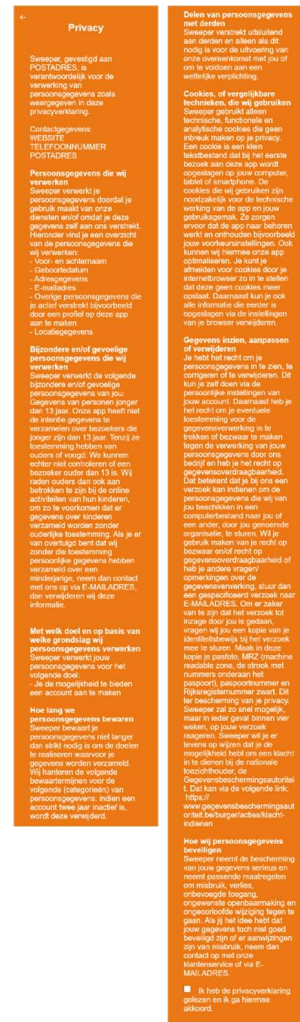 Privacy
Sweeper, gevestigd aan
POSTADRES, is
verantwoordelijk voor de
verwerking van
persoonsgegevens zoals
weergegeven in deze
privacyverklaring.
Contactgegevens:
WEBSITE
TELEFOONNUMMER
POSTADRES
Persoonsgegevens die wij
verwerken
Sweeper verwerkt je
persoonsgegevens doordat je
gebruik maakt van onze
diensten en/of omdat je deze
gegevens zelf aan ons verstrekt.
Hieronder vind je een overzicht
van de persoonsgegevens die
wij verwerken:
- Voor- en achternaam
- Geboortedatum
- Adresgegevens
- E-mailadres
- Overige persoonsgegevens die
je actief verstrekt bijvoorbeeld
door een profiel op deze app
aan te maken
- Locatiegegevens
Bijzondere en/of gevoelige
persoonsgegevens die wij
verwerken
Sweeper verwerkt de volgende
bijzondere en/of gevoelige
persoonsgegevens van jou:
Gegevens van personen jonger
dan 13 jaar. Onze app heeft niet
de intentie gegevens te
verzamelen over bezoekers die
jonger zijn dan 13 jaar. Tenzij ze
toestemming hebben van
ouders of voogd. We kunnen
echter niet controleren of een
bezoeker ouder dan 13 is. Wij
raden ouders dan ook aan
betrokken te zijn bij de online
activiteiten van hun kinderen,
om zo te voorkomen dat er
gegevens over kinderen
verzameld worden zonder
ouderlijke toestemming. Als je er
van overtuigd bent dat wij
zonder die toestemming
persoonlijke gegevens hebben
verzameld over een
minderjarige, neem dan contact
met ons op via E-MAILADRES,
dan verwijderen wij deze
informatie.
Met welk doel en op basis van
welke grondslag wij
persoonsgegevens verwerken
Sweeper verwerkt jouw
persoonsgegevens voor het
volgende doel:
- Je de mogelijkheid te bieden
een account aan te maken
Hoe lang we
persoonsgegevens bewaren
Sweeper bewaart je
persoonsgegevens niet langer
dan strikt nodig is om de doelen
te realiseren waarvoor je
gegevens worden verzameld.
Wij hanteren de volgende
bewaartermijnen voor de
volgende (categorieën) van
persoonsgegevens: indien een
account twee jaar inactief is,
wordt deze verwijderd.
Delen van persoonsgegevens
met derden
Sweeper verstrekt uitsluitend
aan derden en alleen als dit
nodig is voor de uitvoering van
onze overeenkomst met jou of
om te voldoen aan een
wettelijke verplichting.
Cookies, of vergelijkbare
technieken, die wij gebruiken
Sweeper gebruikt alleen
technische, functionele en
analytische cookies die geen
inbreuk maken op je privacy.
Een cookie is een klein
tekstbestand dat bij het eerste
bezoek aan deze app wordt
opgeslagen op jouw computer,
tablet of smartphone. De
cookies die wij gebruiken zijn
noodzakelijk voor de technische
werking van de app en jouw
gebruiksgemak. Ze zorgen
ervoor dat de app naar behoren
werkt en onthouden bijvoorbeeld
jouw voorkeursinstellingen. Ook
kunnen wij hiermee onze app
optimaliseren. Je kunt je
afmelden voor cookies door je
internetbrowser zo in te stellen
dat deze geen cookies meer
opslaat. Daarnaast kun je ook
alle informatie die eerder is
opgeslagen via de instellingen
van je browser verwijderen.
Gegevens inzien, aanpassen
of verwijderen
Je hebt het recht om je
persoonsgegevens in te zien, te
corrigeren of te verwijderen. Dit
kun je zelf doen via de
persoonlijke instellingen van
jouw account. Daarnaast heb je
het recht om je eventuele
toestemming voor de
gegevensverwerking in te
trekken of bezwaar te maken
tegen de verwerking van jouw
persoonsgegevens door ons
bedrijf en heb je het recht op
gegevensoverdraagbaarheid.
Dat betekent dat je bij ons een
verzoek kan indienen om de
persoonsgegevens die wij van
jou beschikken in een
computerbestand naar jou of
een ander, door jou genoemde
organisatie, te sturen. Wil je
gebruik maken van je recht op
bezwaar en/of recht op
gegevensoverdraagbaarheid of
heb je andere vragen/
opmerkingen over de
gegevensverwerking, stuur dan
een gespecificeerd verzoek naar
E-MAILADRES. Om er zeker
van te zijn dat het verzoek tot
inzage door jou is gedaan,
vragen wij jou een kopie van je
identiteitsbewijs bij het verzoek
mee te sturen. Maak in deze
kopie je pasfoto, MRZ (machine
readable zone, de strook met
nummers onderaan het
paspoort), paspoortnummer en
Rijksregisternummer zwart. Dit
ter bescherming van je privacy.
Sweeper zal zo snel mogelijk,
maar in ieder geval binnen vier
weken, op jouw verzoek
reageren. Sweeper wil je er
tevens op wijzen dat je de
mogelijkheid hebt om een klacht
in te dienen bij de nationale
toezichthouder, de
Gegevensbeschermingsautoritei
t. Dat kan via de volgende link:
https://
www.gegevensbeschermingsaut
oriteit.be/burger/acties/klacht-
indienen
Hoe wij persoonsgegevens
beveiligen
Sweeper neemt de bescherming
van jouw gegevens serieus en
neemt passende maatregelen
om misbruik, verlies,
onbevoegde toegang,
ongewenste openbaarmaking en
ongeoorloofde wijziging tegen te
gaan. Als jij het idee hebt dat
jouw gegevens toch niet goed
beveiligd zijn of er aanwijzingen
zijn van misbruik, neem dan
contact op met onze
klantenservice of via E-
MAILADRES.
Ik heb de privacyverklaring
gelezen en ik ga hiermee
akkoord.